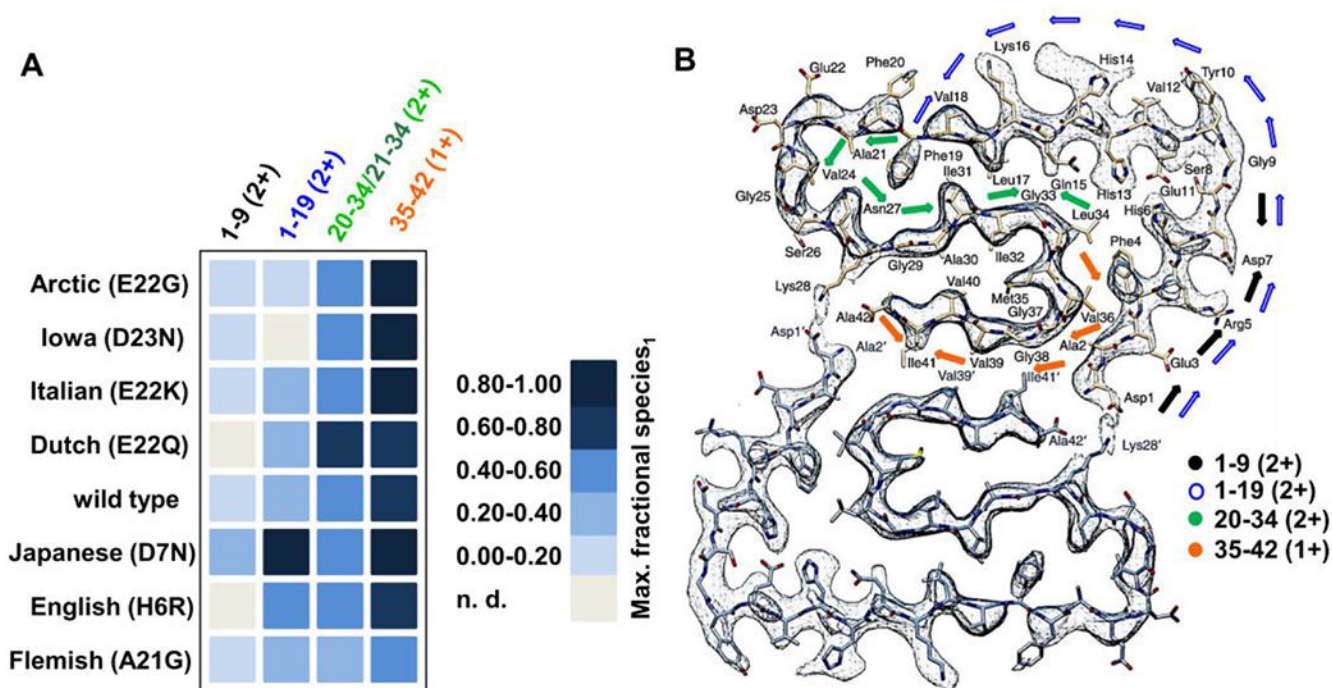 A
1-9 (2+)
1-19 (2+)
20-34/21-34 (2+)
35-42 (1+)
Arctic (E22G)
Iowa (D23N)
Italian (E22K)
Dutch (E22Q)
wild type
Japanese (D7N)
English (H6R)
Flemish (A21G)
0.80-1.00
0.60-0.80
0.40-0.60
0.20-0.40
0.00-0.20
n. d.
Max. fractional species1
B
Lys16
His14
Glu22
Phe20
Tyr10
Val12
Asp23
Val18
Ala21
Phe19
Gly9
Val24
Ile31
Ser8
Leu17
Glu11
Gly25
Gln15
His13
Asn27
Gly33
His6
Leu34
Ser26
Phe4
Gly29
Ala30
Ile32
Asp7
Lys28
Val40
Met35
Gly37
Val36
Arg5
Ala42
Asp1'
Ala2
Ala2'
Gly38
Glu3
Ile41
Val39
Val39'
Ile41'
Asp1
Ala42'
Lys28'
1-9 (2+)
1-19 (2+)
20-34 (2+)
35-42 (1+)